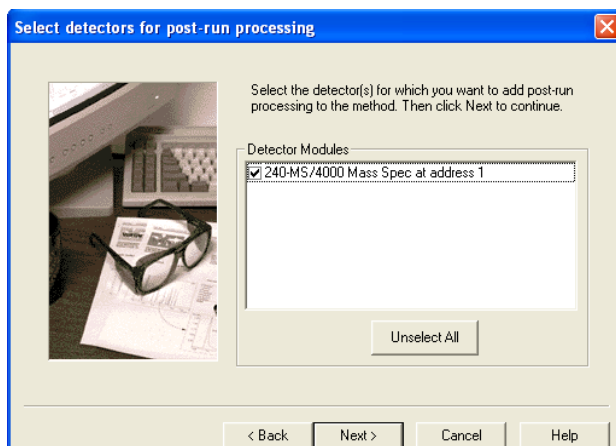 Select detectors for post-run processing
Select the detector(s) for which you want to add post-run
processing to the method. Then click Next to continue.
Detector Modules
240-MS/4000 Mass Spec at address 1
Unselect All
< Back
Next >
Cancel
Help